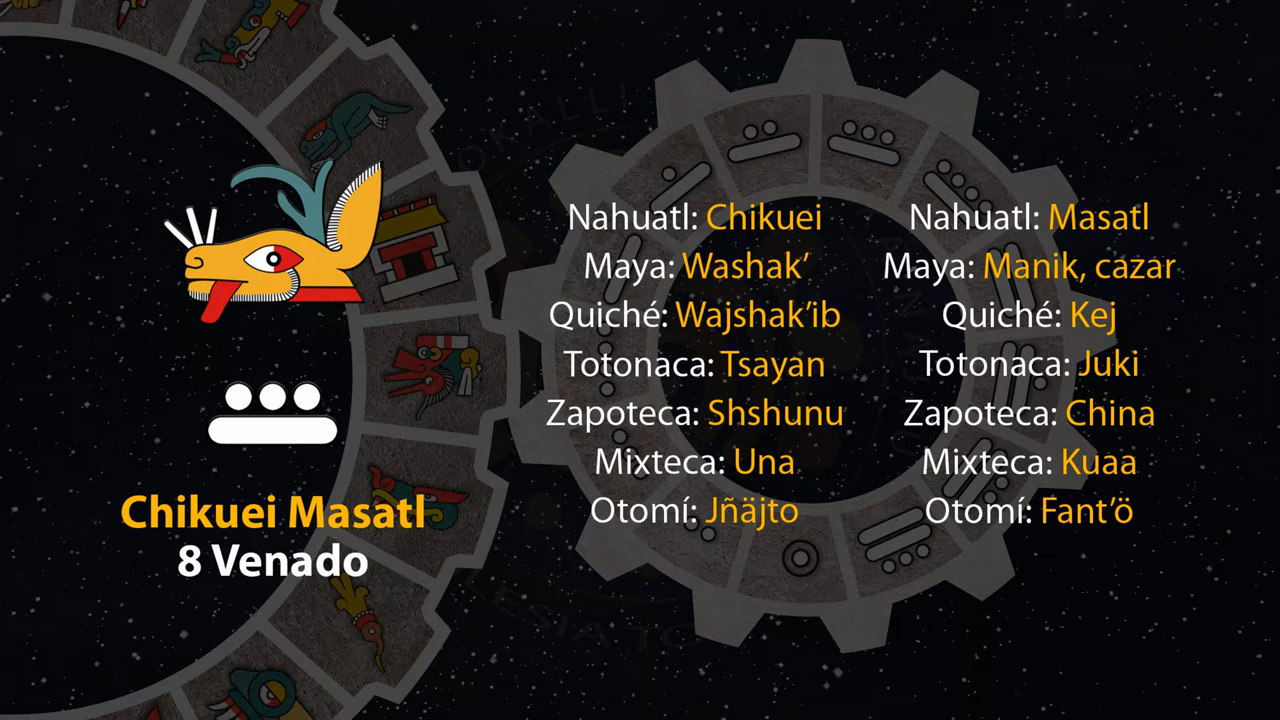 Chikuei Masatl
8 Venado
Nahuatl: Chikuei
Maya: Washak’
Quiché: Wajshak’ib
Totonaca: Tsayan
Zapoteca: Shshunu
Mixteca: Una
Otomí: Jñäjto
Nahuatl: Masatl
Maya: Manik, cazar
Quiché: Kej
Totonaca: Juki
Zapoteca: China
Mixteca: Kuaa
Otomí: Fant’ö